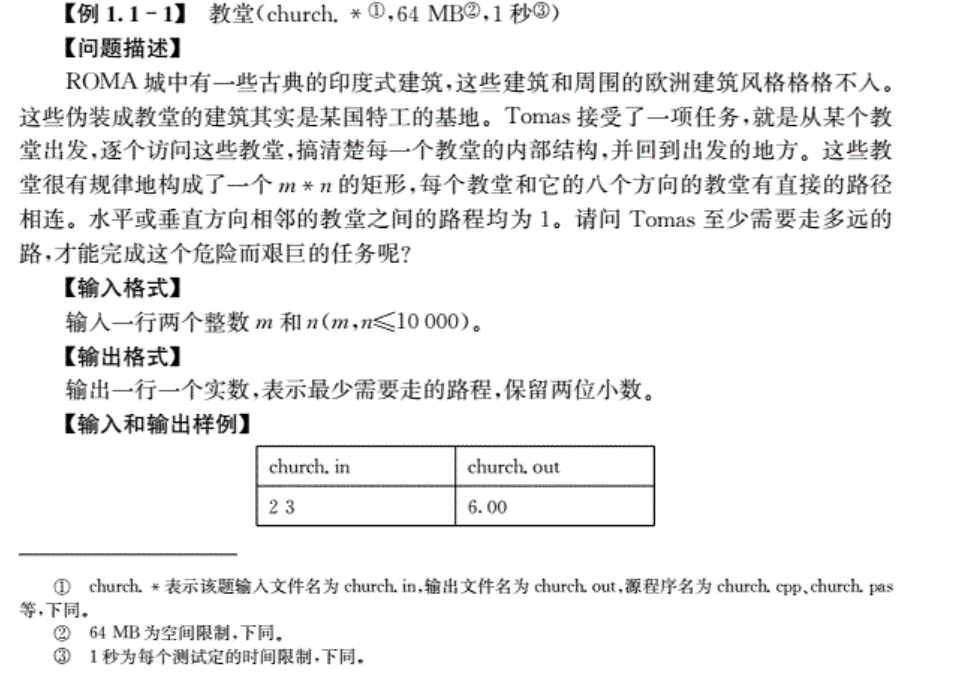 【例 1.1-1】 教堂(church. * ①,64 MB②,1 秒③)
【问题描述】
ROMA 城中有一些古典的印度式建筑,这些建筑和周围的欧洲建筑风格格格不入。
这些伪装成教堂的建筑其实是某国特工的基地。Tomas 接受了一项任务,就是从某个教
堂出发,逐个访问这些教堂,搞清楚每一个教堂的内部结构,并回到出发的地方。这些教
堂很有规律地构成了一个 m * n 的矩形,每个教堂和它的八个方向的教堂有直接的路径
相连。水平或垂直方向相邻的教堂之间的路程均为 1。请问 Tomas 至少需要走多远的
路,才能完成这个危险而艰巨的任务呢?
【输入格式】
输入一行两个整数 m 和 n(m,n≤10 000)。
【输出格式】
输出一行一个实数,表示最少需要走的路程,保留两位小数。
【输入和输出样例】
church. in church. out
2 3 6.00
① church. * 表示该题输入文件名为 church. in,输出文件名为 church. out,源程序名为 church. cpp、church. pas
等,下同。
② 64 MB 为空间限制,下同。
③ 1 秒为每个测试定的时间限制,下同。